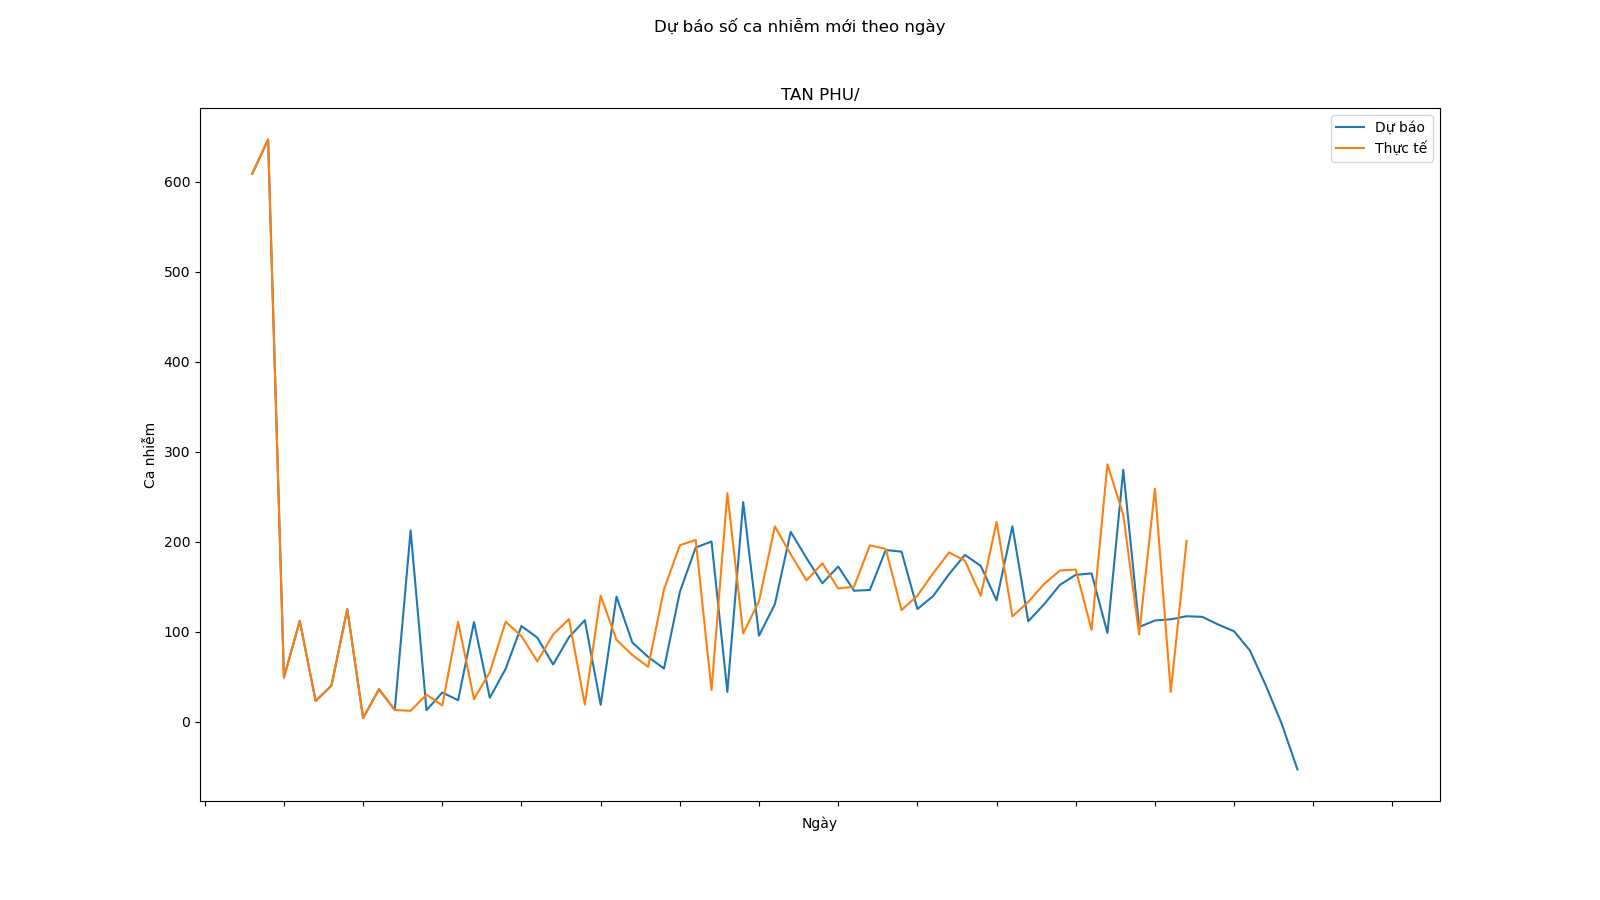 Dự báo số ca nhiễm mới theo ngày
TAN PHU/
Dự báo
Thực tế
600
500
400
300
200
100
0
Ca nhiễm
Ngày